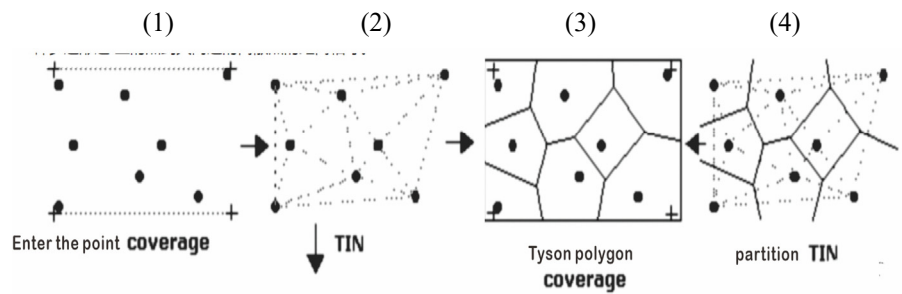 (1) (2) (3) (4)
Enter the point coverage
TIN
Tyson polygon
coverage
partition TIN